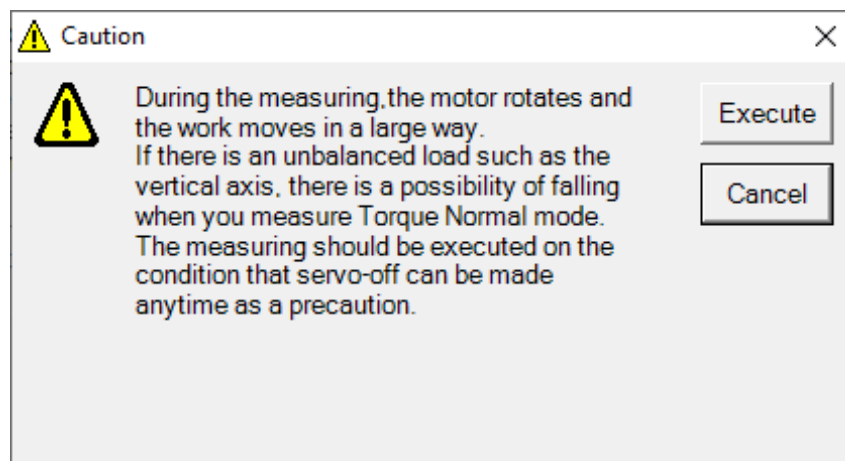 Caution
During the measuring,the motor rotates and
the work moves in a large way.
If there is an unbalanced load such as the
vertical axis, there is a possibility of falling
when you measure Torque Normal mode.
The measuring should be executed on the
condition that servo-off can be made
anytime as a precaution.
Execute
Cancel